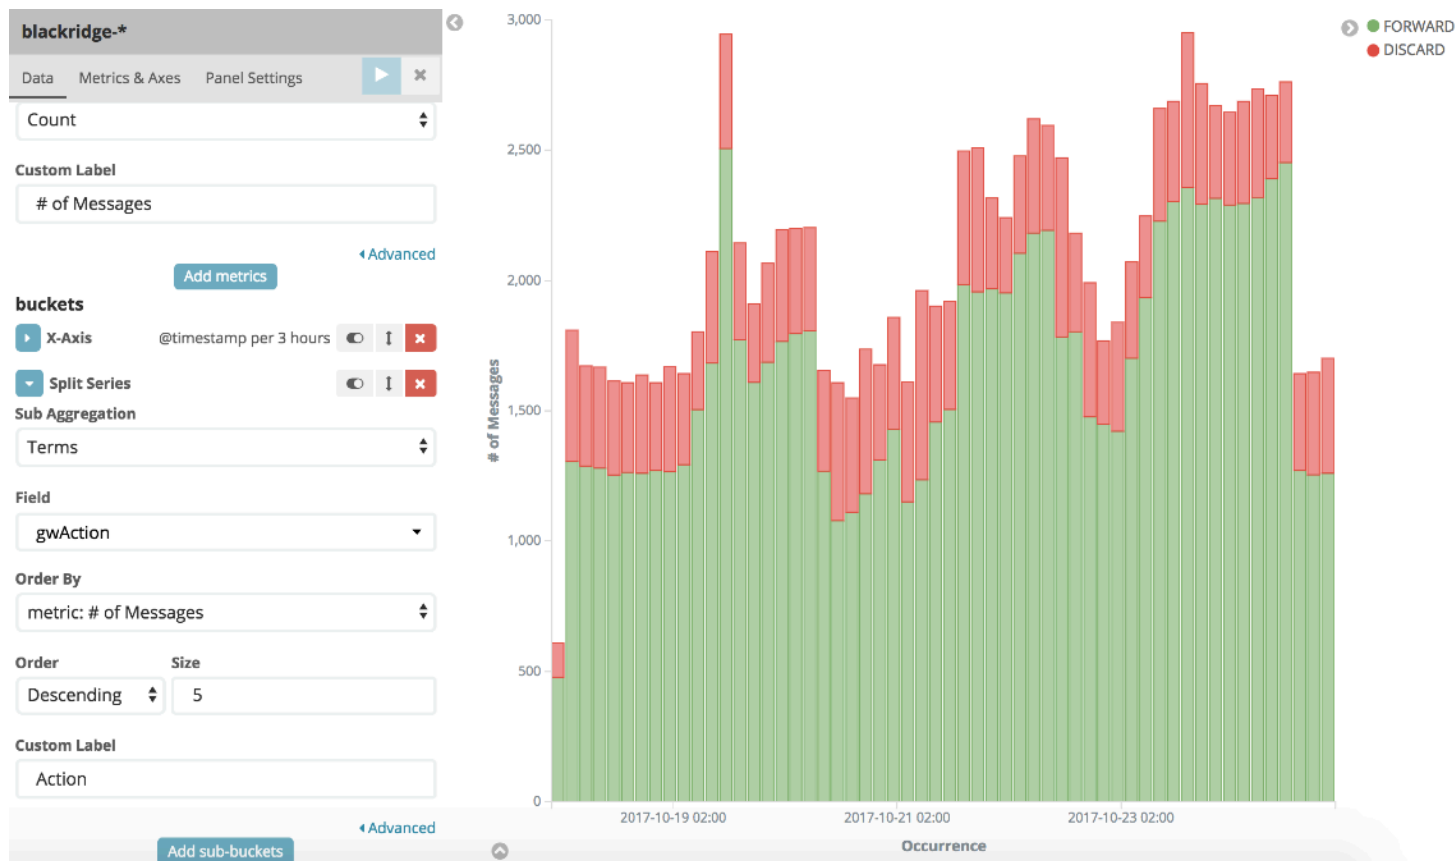 blackridge-*
Data Metrics & Axes Panel Settings
Count
Custom Label
# of Messages
Advanced
Add metrics
buckets
X-Axis @timestamp per 3 hours
Split Series
Sub Aggregation
Terms
Field
gwAction
Order By
metric: # of Messages
Order Size
Descending 5
Custom Label
Action
Advanced
Add sub-buckets
3,000
2,500
2,000
1,500
1,000
500
0
# of Messages
2017-10-19 02:00 2017-10-21 02:00 2017-10-23 02:00
Occurrence
FORWARD
DISCARD